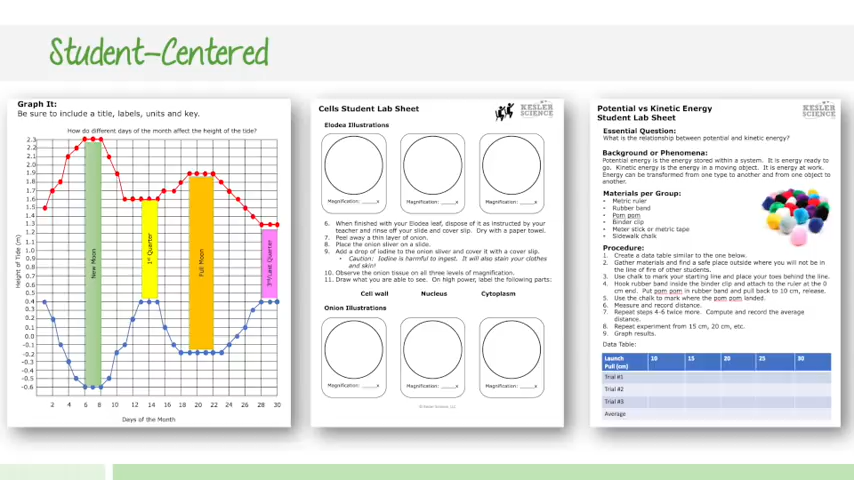 Student-Centered
Graph It:
Be sure to include a title, labels, units and key.
How do different days of the month affect the height of the tide?
Height of Tide (m)
2.3
2.2
2.1
2.0
1.9
1.8
1.7
1.6
1.5
1.4
1.3
1.2
1.1
1.0
0.9
0.8
0.7
0.6
0.5
0.4
0.3
0.2
0.1
0.0
-0.1
-0.2
-0.3
-0.4
-0.5
-0.6
New Moon
1st Quarter
Full Moon
2 4 6 8 10 12 14 16 18 20 22 24 26 28 30
Days of the Month
Cells Student Lab Sheet
KESLER
SCIENCE
Elodea Illustrations
Magnification: _____x Magnification: _____x Magnification: _____x
6. When finished with your Elodea leaf, dispose of it as instructed by your
teacher and rinse off your slide and cover slip. Dry with a paper towel.
7. Peel away a thin layer of onion.
8. Place the onion sliver on a slide.
9. Add a drop of iodine to the onion sliver and cover it with a cover slip.
• Caution: Iodine is harmful to ingest. It will also stain your clothes
and skin!
10. Observe the onion tissue on all three levels of magnification.
11. Draw what you are able to see. On high power, label the following parts:
Cell wall Nucleus Cytoplasm
Onion Illustrations
Magnification: _____x Magnification: _____x Magnification: _____x
© Kesler Science, LLC
Potential vs Kinetic Energy
Student Lab Sheet
KESLER
SCIENCE
Essential Question:
What is the relationship between potential and kinetic energy?
Background or Phenomena:
Potential energy is the energy stored within a system. It is energy ready to
go. Kinetic energy is the energy in a moving object. It is energy at work.
Energy can be transformed from one type to another and from one object to
another.
Materials per Group:
• Metric ruler
• Rubber band
• Pom pom
• Binder clip
• Meter stick or metric tape
• Sidewalk chalk
Procedure:
1. Create a data table similar to the one below.
2. Gather materials and find a safe place outside where you will not be in
the line of fire of other students.
3. Use chalk to mark your starting line and place your toes behind the line.
4. Hook rubber band inside the binder clip and attach to the ruler at the 0
cm end. Put pom pom in rubber band and pull back to 10 cm, release.
5. Use the chalk to mark where the pom pom landed.
6. Measure and record distance.
7. Repeat steps 4-6 twice more. Compute and record the average
distance.
8. Repeat experiment from 15 cm, 20 cm, etc.
9. Graph results.
Data Table:
Launch 10 15 20 25 30
Pull (cm)
Trial #1
Trial #2
Trial #3
Average